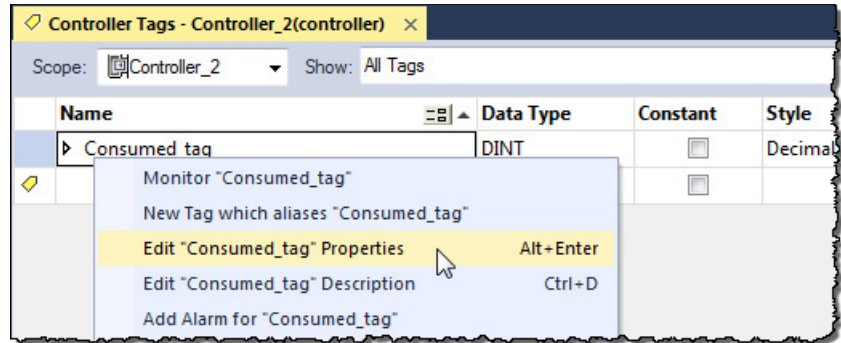 Controller Tags - Controller_2(controller) ×
Scope: Controller_2 Show: All Tags
Name Data Type Constant Style
Consumed_tag DINT Decimal
Monitor "Consumed_tag"
New Tag which aliases "Consumed_tag"
Edit "Consumed_tag" Properties Alt+Enter
Edit "Consumed_tag" Description Ctrl+D
Add Alarm for "Consumed_tag"